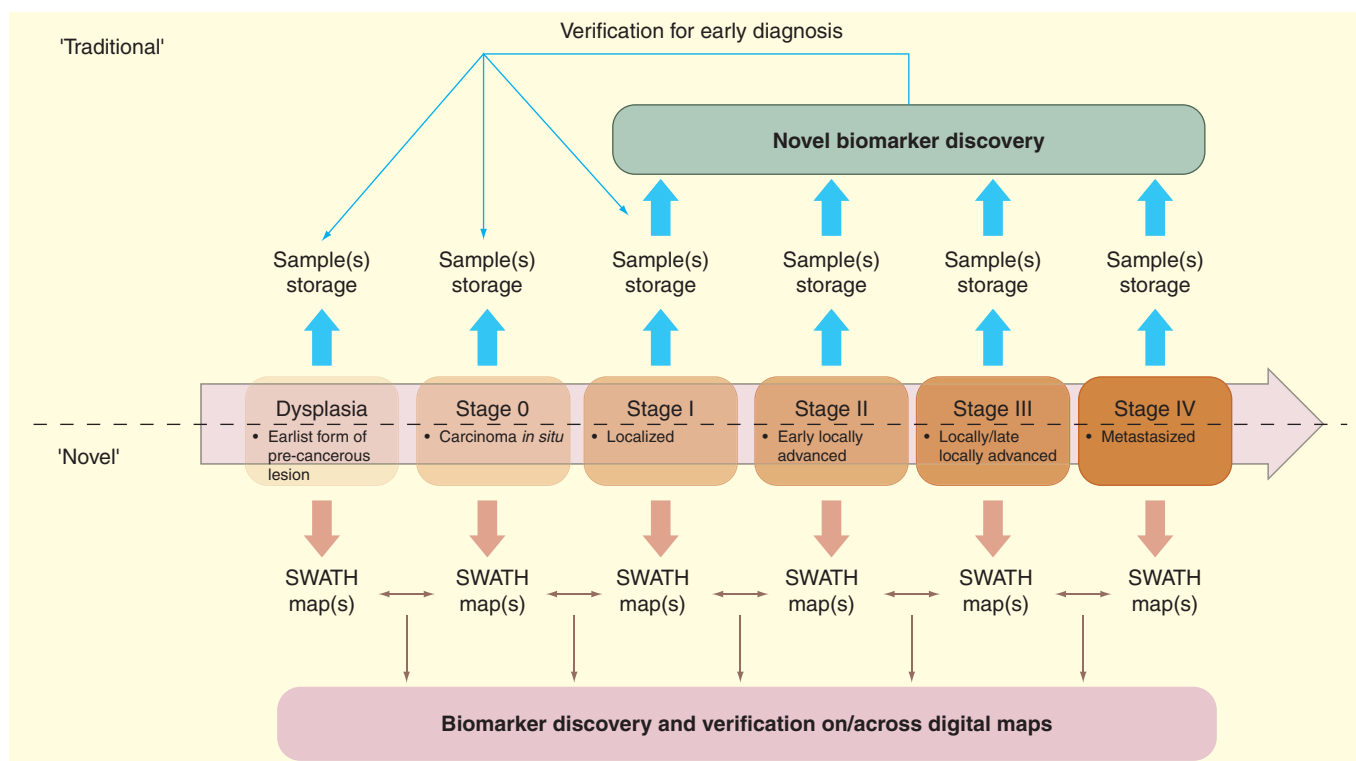 'Traditional'
Verification for early diagnosis
Novel biomarker discovery
Sample(s)
storage
Sample(s)
storage
Sample(s)
storage
Sample(s)
storage
Sample(s)
storage
Sample(s)
storage
Dysplasia
• Earlist form of
pre-cancerous
lesion
Stage 0
• Carcinoma in situ
Stage I
• Localized
Stage II
• Early locally
advanced
Stage III
• Locally/late
locally advanced
Stage IV
• Metastasized
'Novel'
SWATH
map(s)
SWATH
map(s)
SWATH
map(s)
SWATH
map(s)
SWATH
map(s)
SWATH
map(s)
Biomarker discovery and verification on/across digital maps